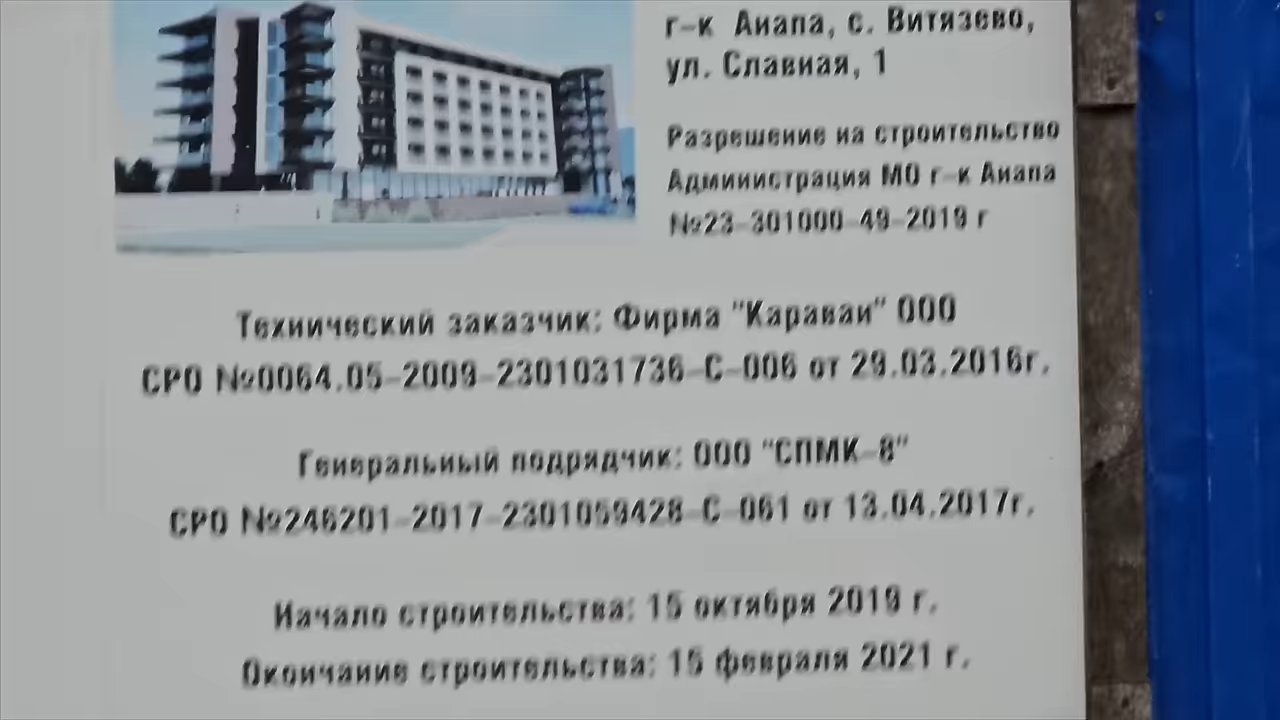 г-к Анапа, с. Витязево,
ул. Славная, 1
Разрешение на строительство
Администрация МО г-к Анапа
№23-301000-49-2019 г
Технический заказчик: Фирма "Каравай" ООО
СРО №0064.05-2009-2301031736-С-006 от 29.03.2016г.
Генеральный подрядчик: ООО "СПМК-8"
СРО №246201-2017-2301059428-С-061 от 13.04.2017г.
Начало строительства: 15 октября 2019 г.
Окончание строительства: 15 февраля 2021 г.